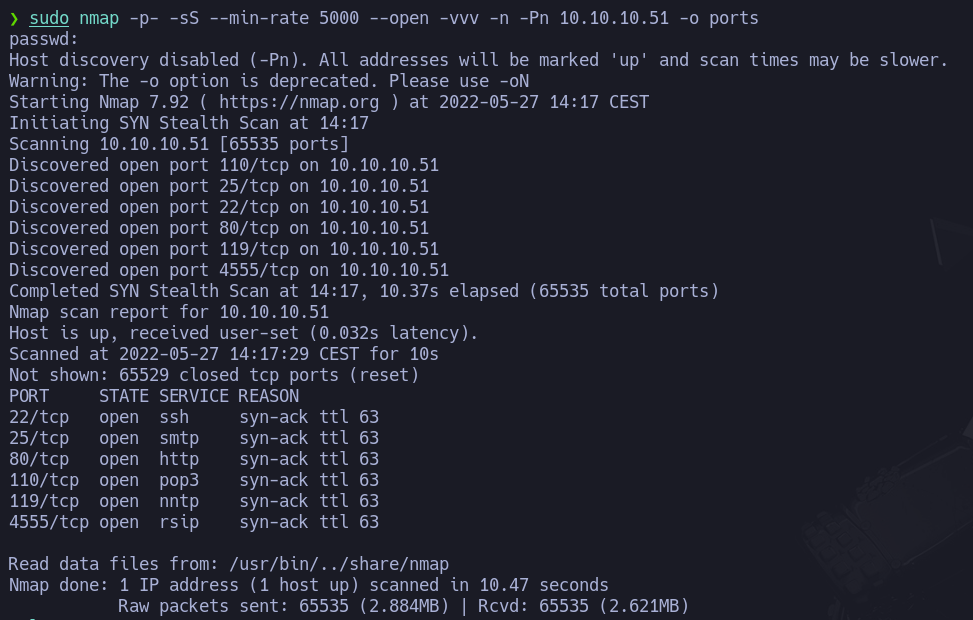 ❯ sudo nmap -p- -sS --min-rate 5000 --open -vvv -n -Pn 10.10.10.51 -o ports
passwd:
Host discovery disabled (-Pn). All addresses will be marked 'up' and scan times may be slower.
Warning: The -o option is deprecated. Please use -oN
Starting Nmap 7.92 ( https://nmap.org ) at 2022-05-27 14:17 CEST
Initiating SYN Stealth Scan at 14:17
Scanning 10.10.10.51 [65535 ports]
Discovered open port 110/tcp on 10.10.10.51
Discovered open port 25/tcp on 10.10.10.51
Discovered open port 22/tcp on 10.10.10.51
Discovered open port 80/tcp on 10.10.10.51
Discovered open port 119/tcp on 10.10.10.51
Discovered open port 4555/tcp on 10.10.10.51
Completed SYN Stealth Scan at 14:17, 10.37s elapsed (65535 total ports)
Nmap scan report for 10.10.10.51
Host is up, received user-set (0.032s latency).
Scanned at 2022-05-27 14:17:29 CEST for 10s
Not shown: 65529 closed tcp ports (reset)
PORT     STATE SERVICE REASON
22/tcp   open  ssh     syn-ack ttl 63
25/tcp   open  smtp    syn-ack ttl 63
80/tcp   open  http    syn-ack ttl 63
110/tcp  open  pop3    syn-ack ttl 63
119/tcp  open  nntp    syn-ack ttl 63
4555/tcp open  rsip    syn-ack ttl 63
Read data files from: /usr/bin/../share/nmap
Nmap done: 1 IP address (1 host up) scanned in 10.47 seconds
           Raw packets sent: 65535 (2.884MB) | Rcvd: 65535 (2.621MB)